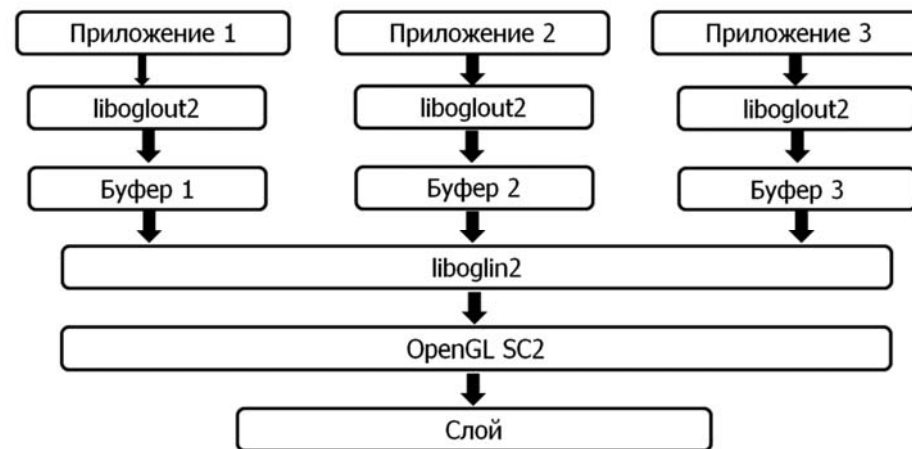 Приложение 1
Приложение 2
Приложение 3
liboglout2
liboglout2
liboglout2
Буфер 1
Буфер 2
Буфер 3
liboglin2
OpenGL SC2
Слой